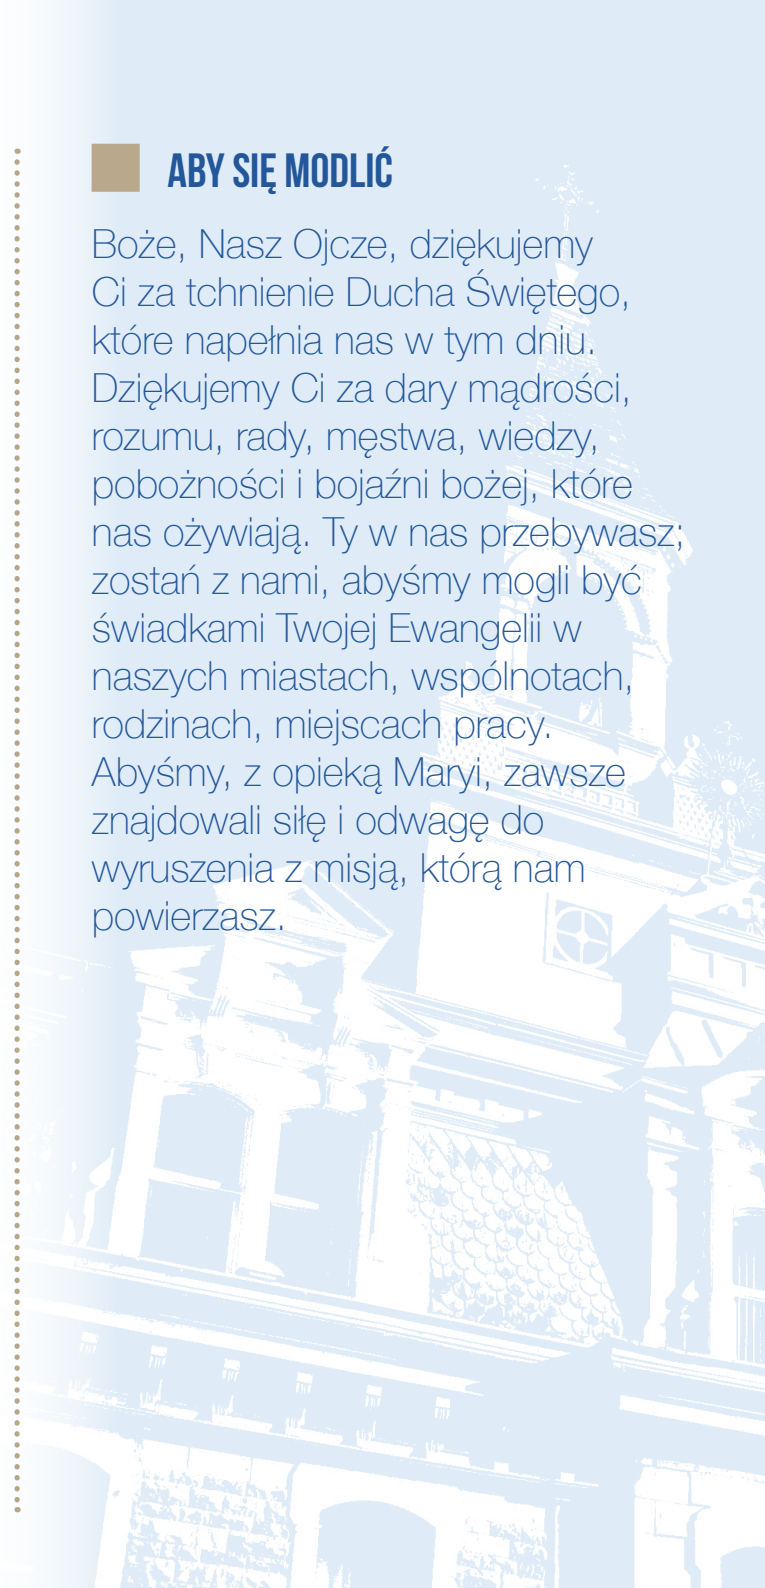 ABY SIĘ MODLIĆ
Boże, Nasz Ojcze, dziękujemy
Ci za tchnienie Ducha Świętego,
które napełnia nas w tym dniu.
Dziękujemy Ci za dary mądrości,
rozumu, rady, męstwa, wiedzy,
pobożności i bojaźni bożej, które
nas ożywiają. Ty w nas przebywasz;
zostań z nami, abyśmy mogli być
świadkami Twojej Ewangelii w
naszych miastach, wspólnotach,
rodzinach, miejscach pracy.
Abyśmy, z opieką Maryi, zawsze
znajdowali siłę i odwagę do
wyruszenia z misją, którą nam
powierzasz.